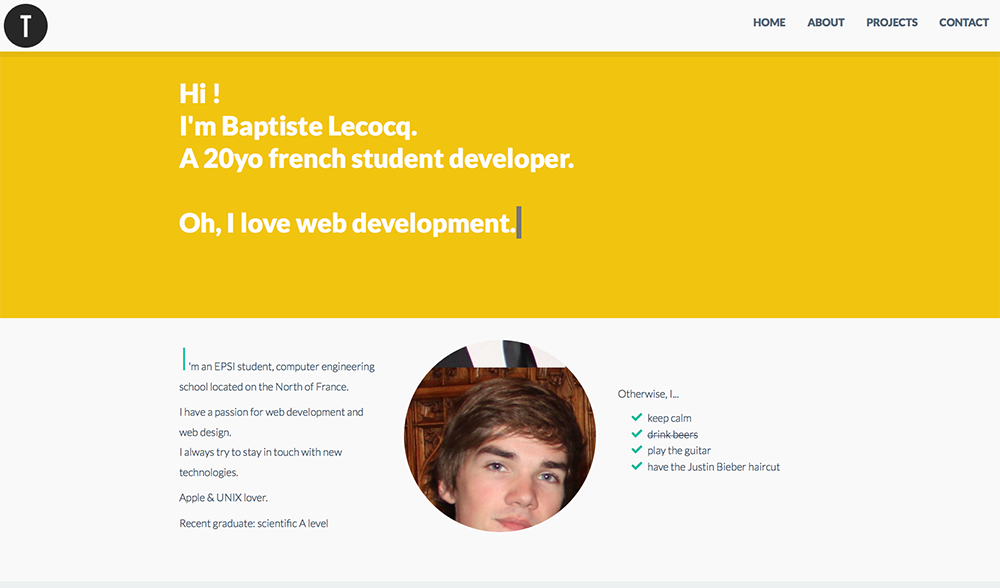 T
HOME ABOUT PROJECTS CONTACT
Hi !
I'm Baptiste Lecocq.
A 20yo french student developer.
Oh, I love web development.
I'm an EPSI student, computer engineering
school located on the North of France.
I have a passion for web development and
web design.
I always try to stay in touch with new
technologies.
Apple & UNIX lover.
Recent graduate: scientific A level
Otherwise, I...
keep calm
drink beers
play the guitar
have the Justin Bieber haircut